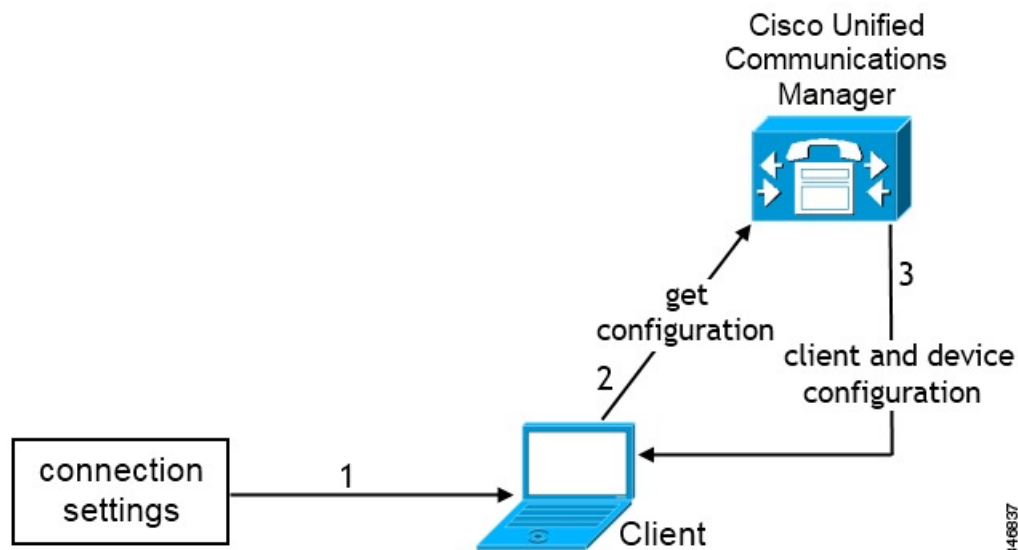 Cisco Unified
Communications
Manager
3
get
configuration
client and device
configuration
2
connection
settings
1
Client